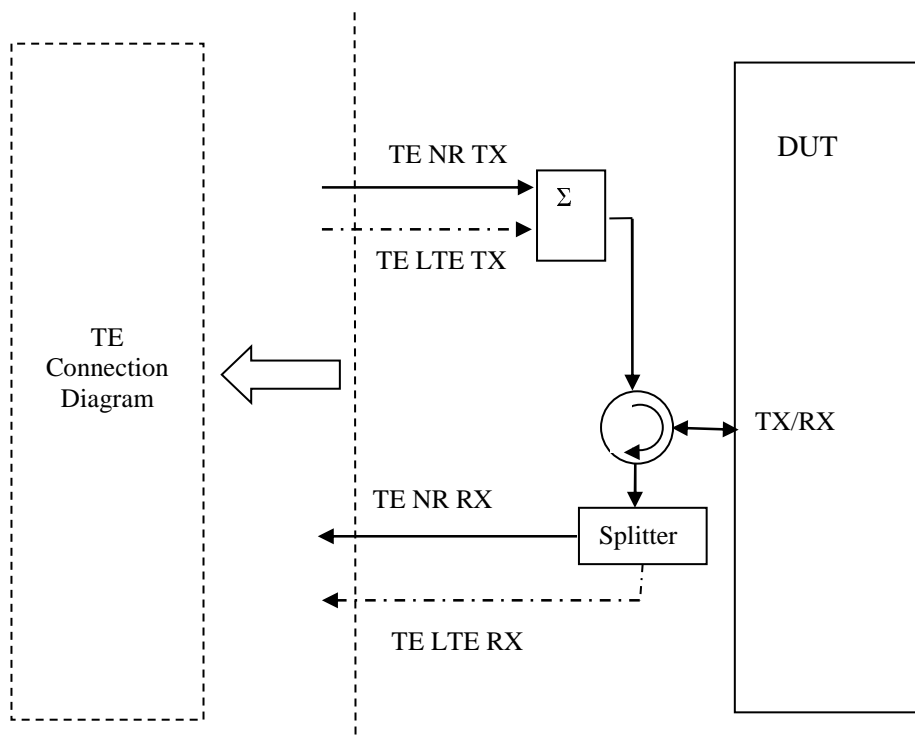 TE NR TX
Σ
DUT
TE LTE TX
TE
Connection
Diagram
TX/RX
TE NR RX
Splitter
TE LTE RX